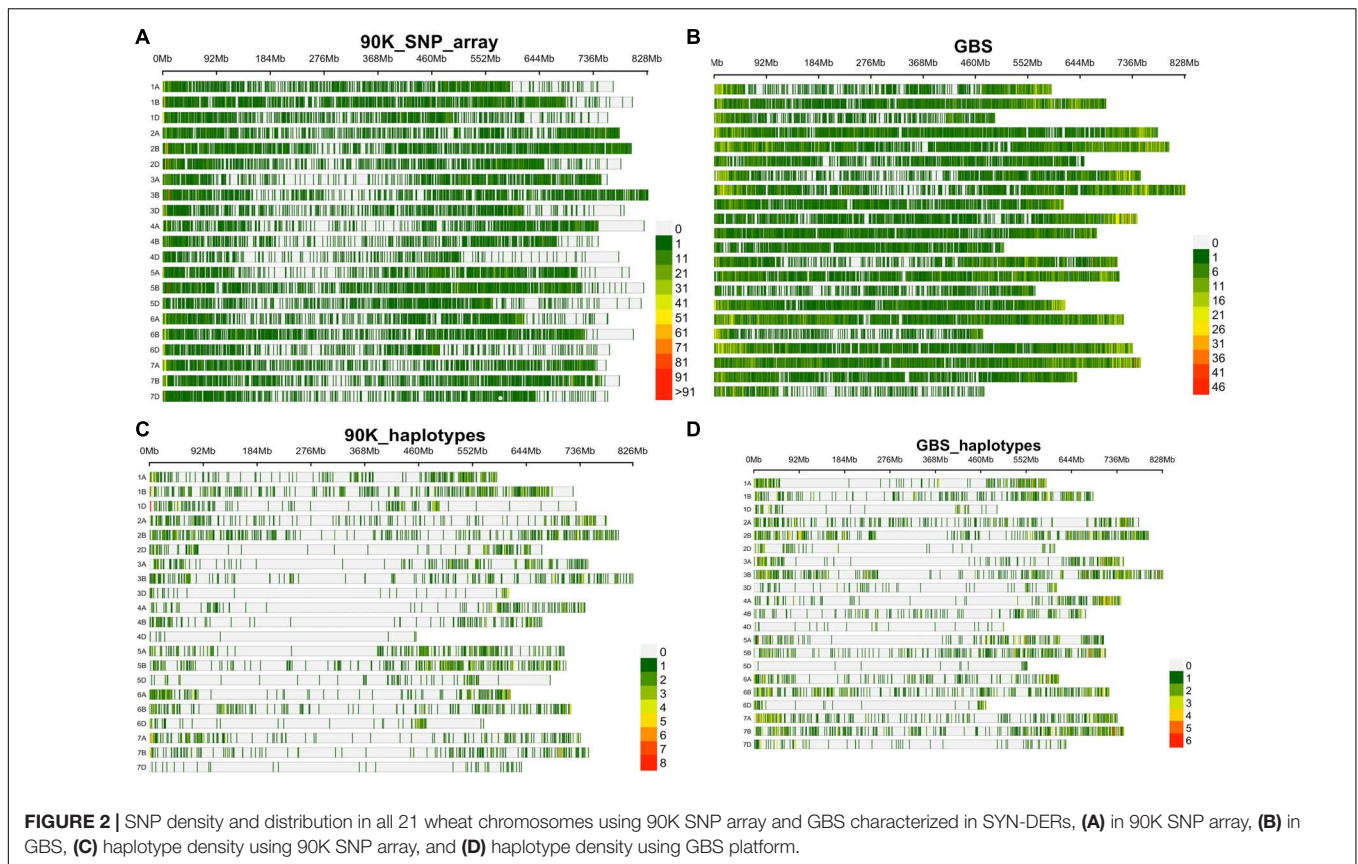 A
90K_SNP_array
0Mb 92Mb 184Mb 276Mb 368Mb 460Mb 552Mb 644Mb 736Mb 828Mb
1A
1B
1D
2A
2B
2D
3A
3B
3D
4A
4B
4D
5A
5B
5D
6A
6B
6D
7A
7B
7D
0
1
11
21
31
41
51
61
71
81
91
>91
B
GBS
Mb 92Mb 184Mb 276Mb 368Mb 460Mb 552Mb 644Mb 736Mb 828Mb
0
1
6
11
16
21
26
31
36
41
46
C
90K_haplotypes
0Mb 92Mb 184Mb 276Mb 368Mb 460Mb 552Mb 644Mb 736Mb 826Mb
1A
1B
1D
2A
2B
2D
3A
3B
3D
4A
4B
4D
5A
5B
5D
6A
6B
6D
7A
7B
7D
0
1
2
3
4
5
6
7
8
D
GBS_haplotypes
0Mb 92Mb 184Mb 276Mb 368Mb 460Mb 552Mb 644Mb 736Mb 828Mb
1A
1B
1D
2A
2B
2D
3A
3B
3D
4A
4B
4D
5A
5B
5D
6A
6B
6D
7A
7B
7D
0
1
2
3
4
5
6
FIGURE 2 | SNP density and distribution in all 21 wheat chromosomes using 90K SNP array and GBS characterized in SYN-DERs, (A) in 90K SNP array, (B) in
GBS, (C) haplotype density using 90K SNP array, and (D) haplotype density using GBS platform.